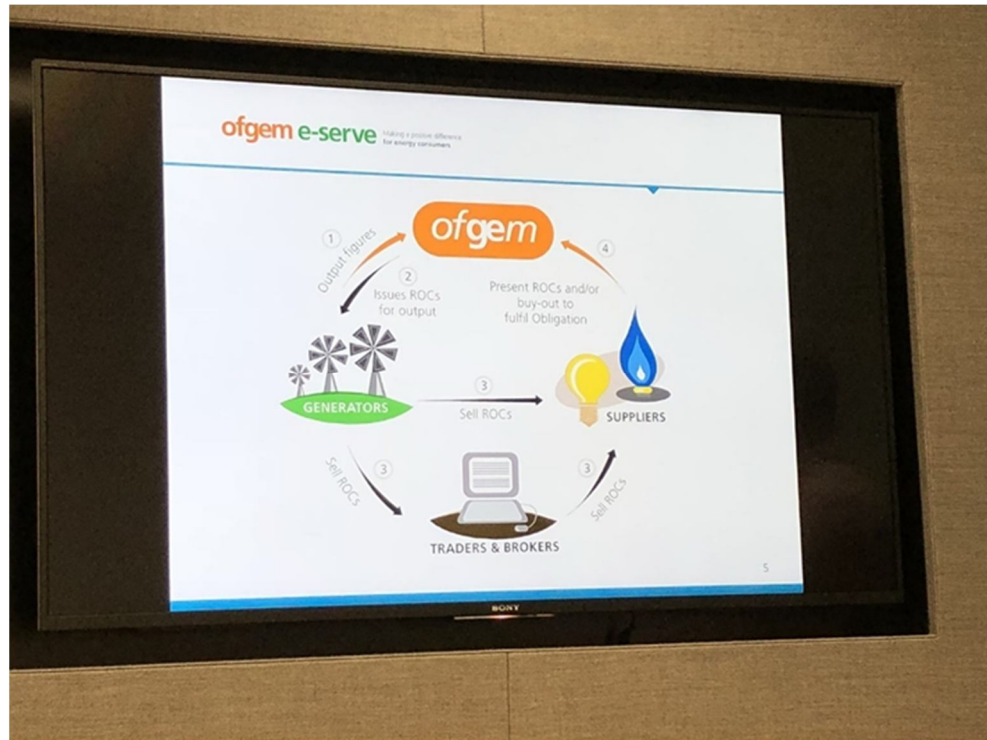 ofgem e-serve
Making a positive difference
for energy consumers
ofgem
1
Output figures
2
Issues ROCs
for output
4
Present ROCs and/or
buy-out to
fulfil Obligation
GENERATORS
3
Sell ROCs
SUPPLIERS
3
Sell ROCs
3
Sell ROCs
TRADERS & BROKERS
5
SONY